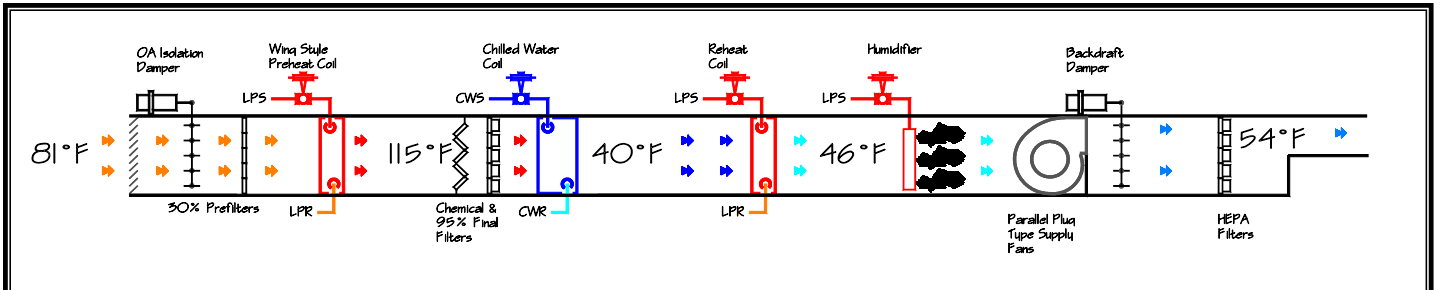 OA Isolation
Damper
Wing Style
Preheat Coil
Chilled Water
Coil
Reheat
Coil
Humidifier
Backdraft
Damper
LPS
CWS
LPS
LPS
81°F
115°F
40°F
46°F
54°F
30% Prefilters
LPR
Chemical &
95% Final
Filters
CWR
LPR
Parallel Plug
Type Supply
Fans
HEPA
Filters